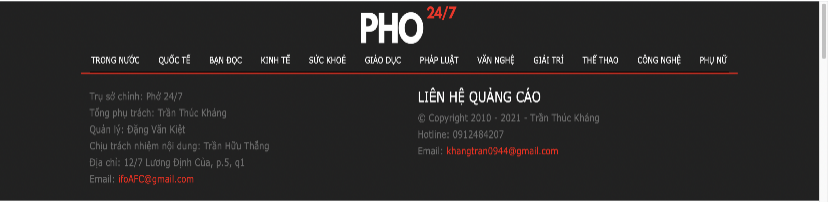 PHO 24/7
TRONG NƯỚC QUỐC TẾ BẠN ĐỌC KINH TẾ SỨC KHOẺ GIÁO DỤC PHÁP LUẬT VĂN NGHỆ GIẢI TRÍ THỂ THAO CÔNG NGHỆ PHỤ NỮ
Trụ sở chính: Phở 24/7
Tổng phụ trách: Trần Thúc Kháng
Quản lý: Đặng Văn Kiệt
Chịu trách nhiệm nội dung: Trần Hữu Thắng
Địa chỉ: 12/7 Lương Định Của, p.5, q1
Email: ifoAFC@gmail.com
LIÊN HỆ QUẢNG CÁO
© Copyright 2010 - 2021 - Trần Thúc Kháng
Hotline: 0912484207
Email: khangtran0944@gmail.com